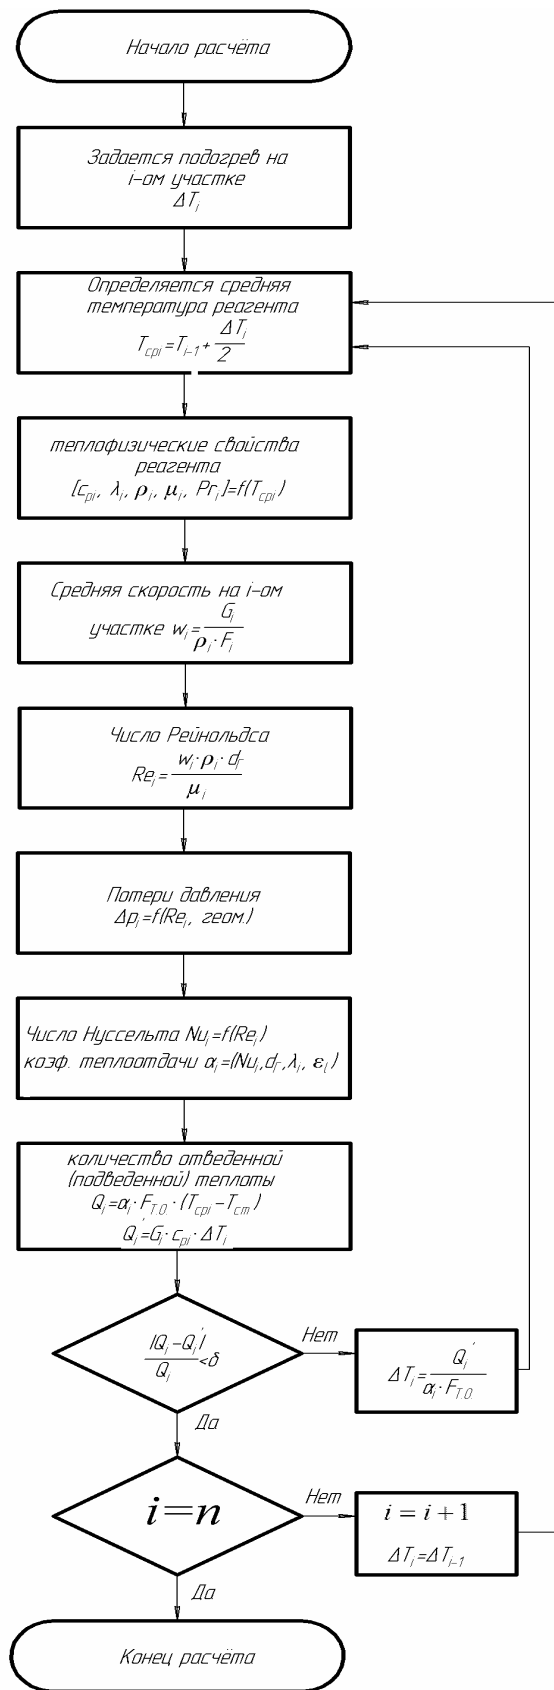 Начало расчёта
Задается подогрев на
i-ом участке
ΔT_i
Определяется средняя
температура реагента
T_cpi=T_i-1+ΔT_i/2
теплофизические свойства
реагента
[c_pi, λ_i, ρ_i, μ_i, Pr_i]=f(T_cpi)
Средняя скорость на i-ом
участке w_i=G_i/(ρ_i·F_i)
Число Рейнольдса
Re_i=(w_i·ρ_i·d_Г)/μ_i
Потери давления
Δp_i=f(Re_i, геом.)
Число Нуссельта Nu_i=f(Re_i)
коэф. теплоотдачи α_i=(Nu_i,d_Г,λ_i, ε_l)
количества отведенной
(подведенной) теплоты
Q_i=α_i·F_Т.О.·(T_cpi-T_cm)
Q_i'=G_i·c_pi·ΔT_i
|Q_i-Q_i'|/Q_i<δ
Нет
ΔT_i=Q_i'/(α_i·F_Т.О.)
Да
i=n
Нет
i = i + 1
ΔT_i=ΔT_i-1
Да
Конец расчёта